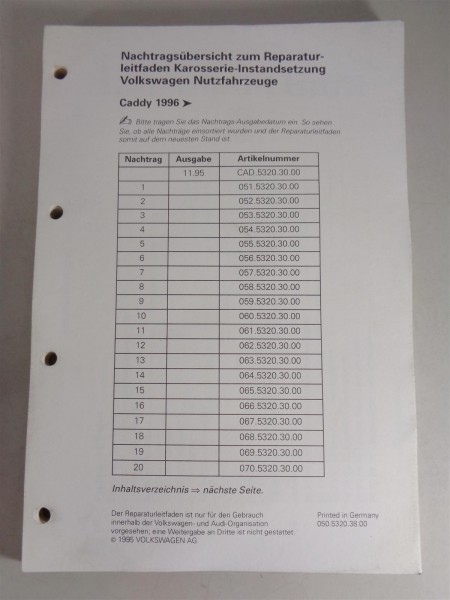 Nachtragsübersicht zum Reparatur-
leitfaden Karosserie-Instandsetzung
Volkswagen Nutzfahrzeuge
Caddy 1996 ➤
✍ Bitte tragen Sie das Nachtrags-Ausgabedatum ein. So sehen
Sie, ob alle Nachträge einsortiert wurden und der Reparaturleitfaden
somit auf dem neuesten Stand ist.
Nachtrag Ausgabe Artikelnummer
11.95 CAD.5320.30.00
1 051.5320.30.00
2 052.5320.30.00
3 053.5320.30.00
4 054.5320.30.00
5 055.5320.30.00
6 056.5320.30.00
7 057.5320.30.00
8 058.5320.30.00
9 059.5320.30.00
10 060.5320.30.00
11 061.5320.30.00
12 062.5320.30.00
13 063.5320.30.00
14 064.5320.30.00
15 065.5320.30.00
16 066.5320.30.00
17 067.5320.30.00
18 068.5320.30.00
19 069.5320.30.00
20 070.5320.30.00
Inhaltsverzeichnis ⇒ nächste Seite.
Der Reparaturleitfaden ist nur für den Gebrauch
innerhalb der Volkswagen- und Audi-Organisation
vorgesehen; eine Weitergabe an Dritte ist nicht gestattet.
© 1995 VOLKSWAGEN AG
Printed in Germany
050.5320.38.00